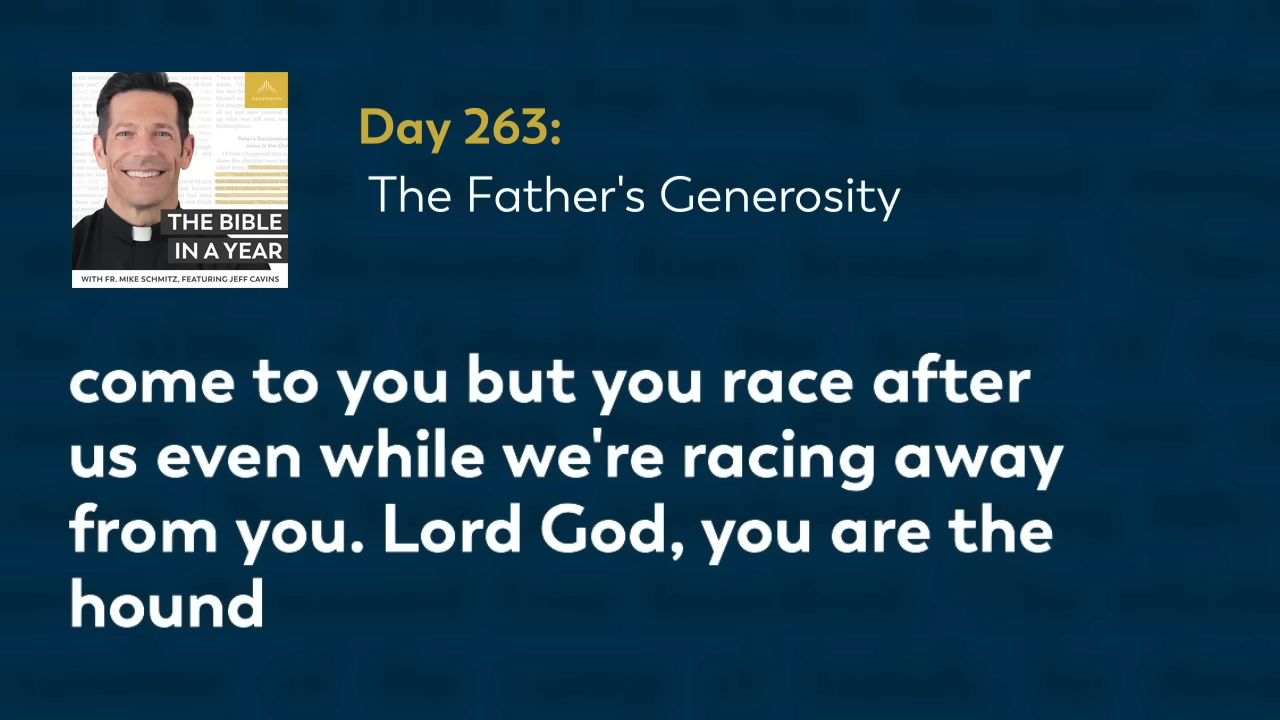 Day 263:
The Father's Generosity
ASCENSION
THE BIBLE
IN A YEAR
WITH FR. MIKE SCHMITZ, FEATURING JEFF CAVINS
come to you but you race after
us even while we're racing away
from you. Lord God, you are the
hound